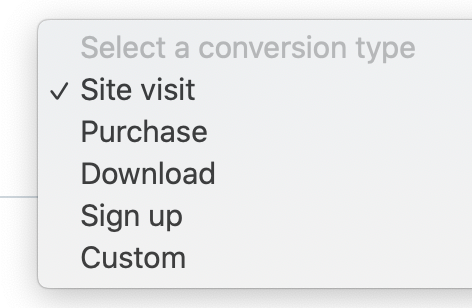 Select a conversion type
✓ Site visit
Purchase
Download
Sign up
Custom